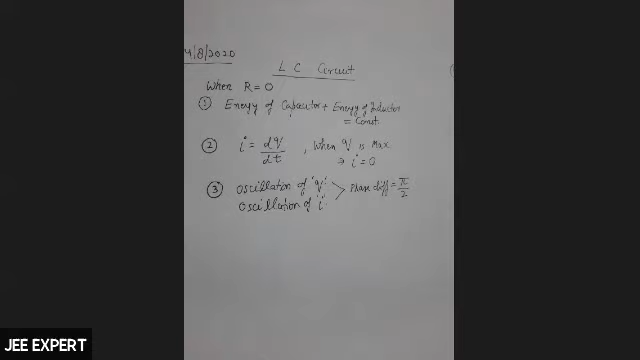 4/8/2020
L C Circuit
When R = 0
① Energy of Capacitor + Energy of Inductor
= Const
② i = dq/dt , When q is Max
⇒ i = 0
③ oscillation of 'q'
oscillation of 'i'
> Phase diff = π/2
JEE EXPERT